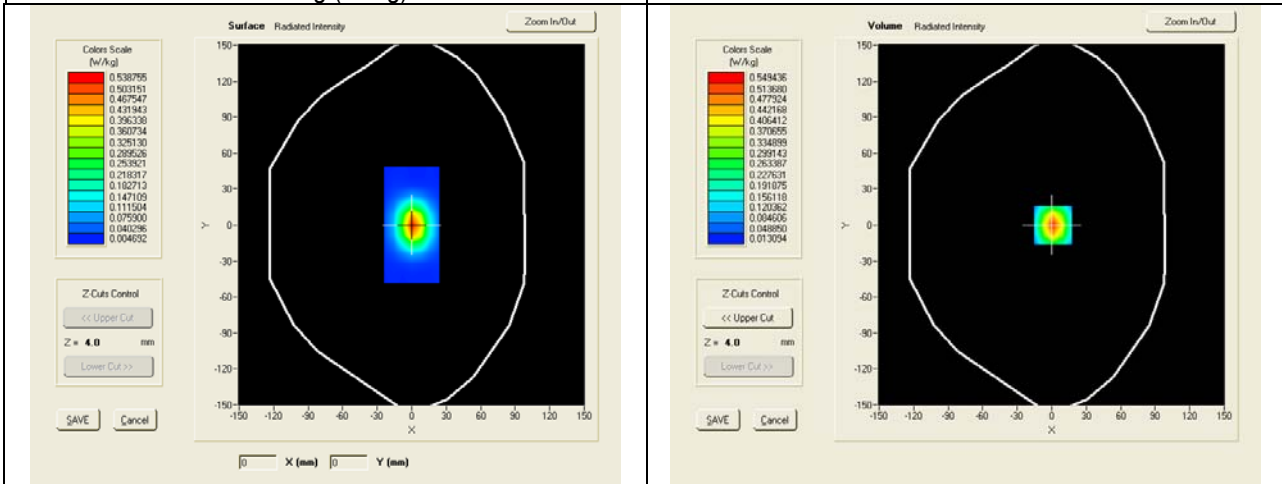 Surface Radiated Intensity
Zoom In/Out
Colors Scale
(W/kg)
0.538755
0.503151
0.467547
0.431943
0.396338
0.360734
0.325130
0.289526
0.253921
0.218317
0.182713
0.147109
0.111504
0.075900
0.040296
0.004692
Z-Cuts Control
<< Upper Cut
Z = 4.0 mm
Lower Cut >>
SAVE Cancel
150
120
90
60
30
0
-30
-60
-90
-120
-150
Y
-150 -120 -90 -60 -30 0 30 60 90 120 150
X
0 X (mm) 0 Y (mm)
Volume Radiated Intensity
Zoom In/Out
Colors Scale
(W/kg)
0.549436
0.513680
0.477924
0.442168
0.406412
0.370655
0.334899
0.299143
0.263387
0.227631
0.191875
0.156118
0.120362
0.084606
0.048850
0.013094
Z-Cuts Control
<< Upper Cut
Z = 4.0 mm
Lower Cut >>
SAVE Cancel
150
120
90
60
30
0
-30
-60
-90
-120
-150
Y
-150 -120 -90 -60 -30 0 30 60 90 120 150
X